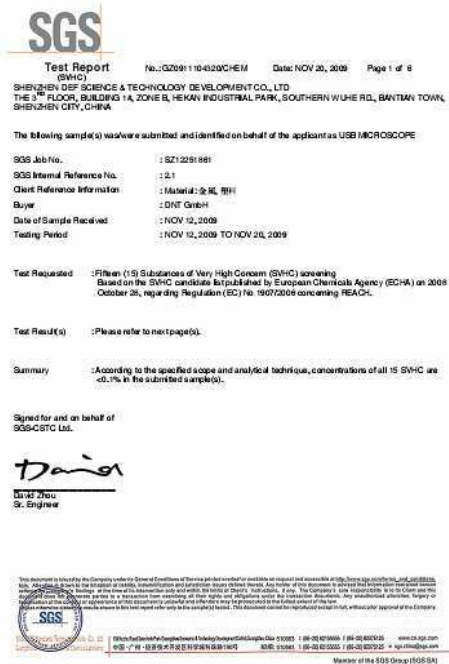 SGS
Test Report
(SVHC)
No.:GZ0911104320/CHEM Date: NOV 20, 2009 Page 1 of 6
SHENZHEN DEF SCIENCE & TECHNOLOGY DEVELOPMENT CO., LTD
THE 3RD FLOOR, BUILDING 1A, ZONE B, HEKAN INDUSTRIAL PARK, SOUTHERN WUHE RD., BANTIAN TOWN,
SHENZHEN CITY, CHINA
The following sample(s) was/were submitted and identified on behalf of the applicant as USB MICROSCOPE
SGS Job No. : SZ12251861
SGS Internal Reference No. : 2.1
Client Reference Information : Material: 金属, 塑料
Buyer : DNT GmbH
Date of Sample Received : NOV 12, 2009
Testing Period : NOV 12, 2009 TO NOV 20, 2009
Test Requested : Fifteen (15) Substances of Very High Concern (SVHC) screening
Based on the SVHC candidate list published by European Chemicals Agency (ECHA) on 2008
October 28, regarding Regulation (EC) No 1907/2006 concerning REACH.
Test Result(s) : Please refer to next page(s).
Summary : According to the specified scope and analytical technique, concentrations of all 15 SVHC are
<0.1% in the submitted sample(s).
Signed for and on behalf of
SGS-CSTC Ltd.
David
David Zhou
Sr. Engineer
SGS
www.cn.sgs.com
Member of the SGS Group (SGS SA)